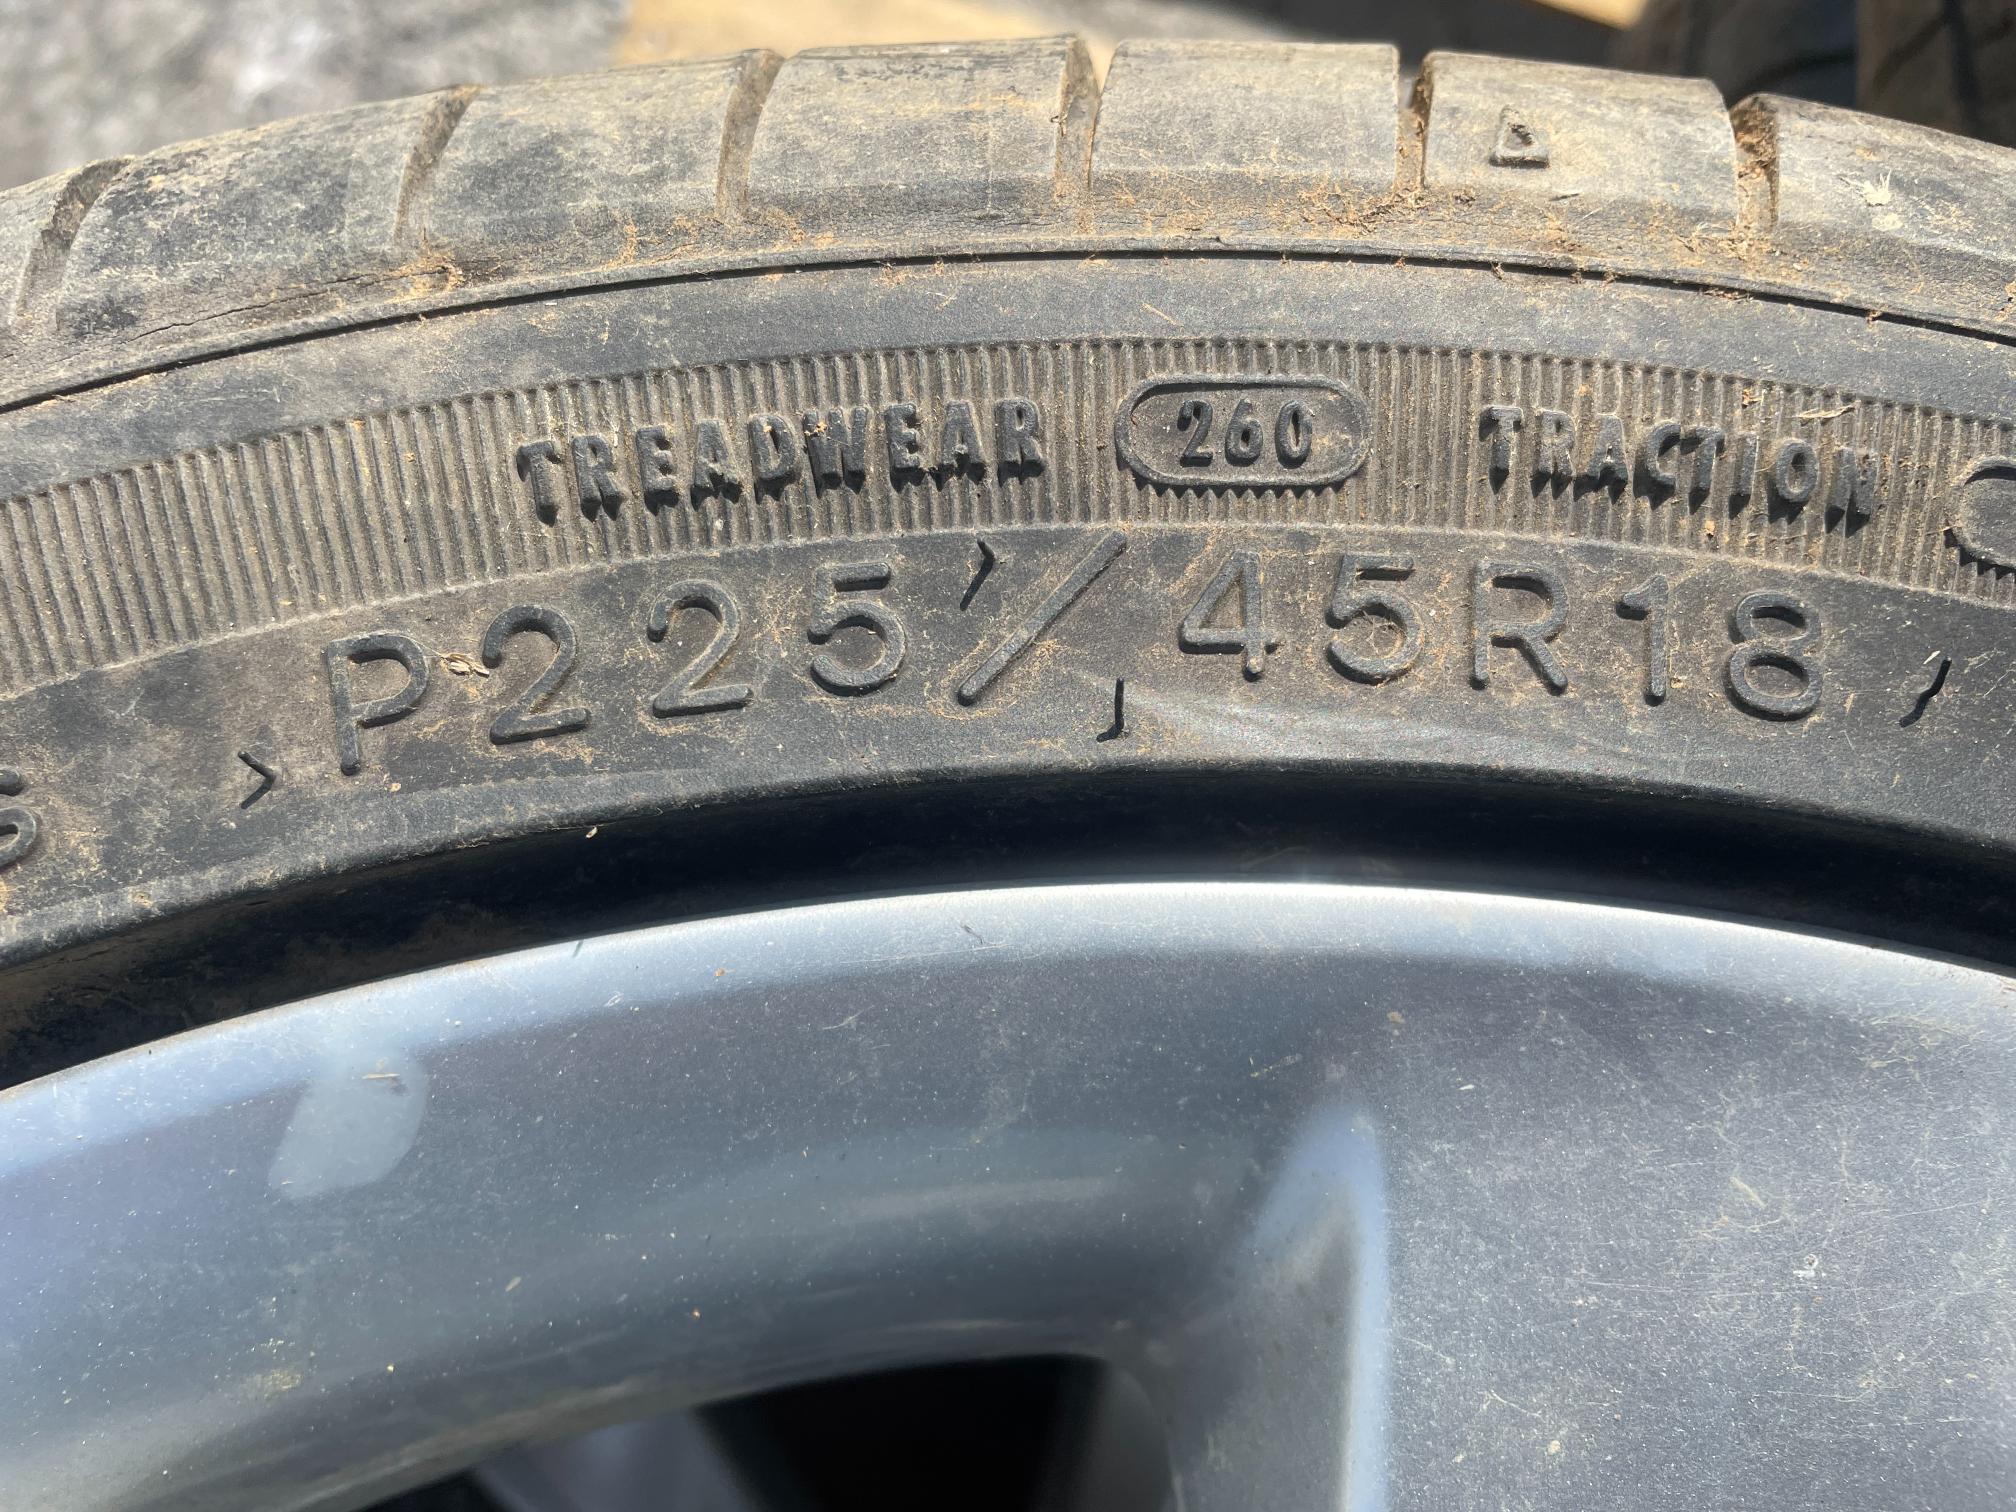 TREADWEAR 260 TRACTION
P225/45R18
S